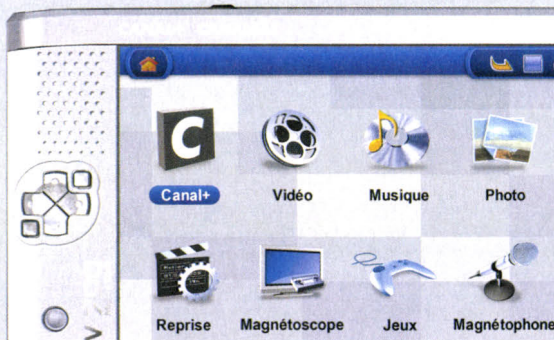 C
Canal+ Vidéo Musique Photo
Reprise Magnétoscope Jeux Magnétophone